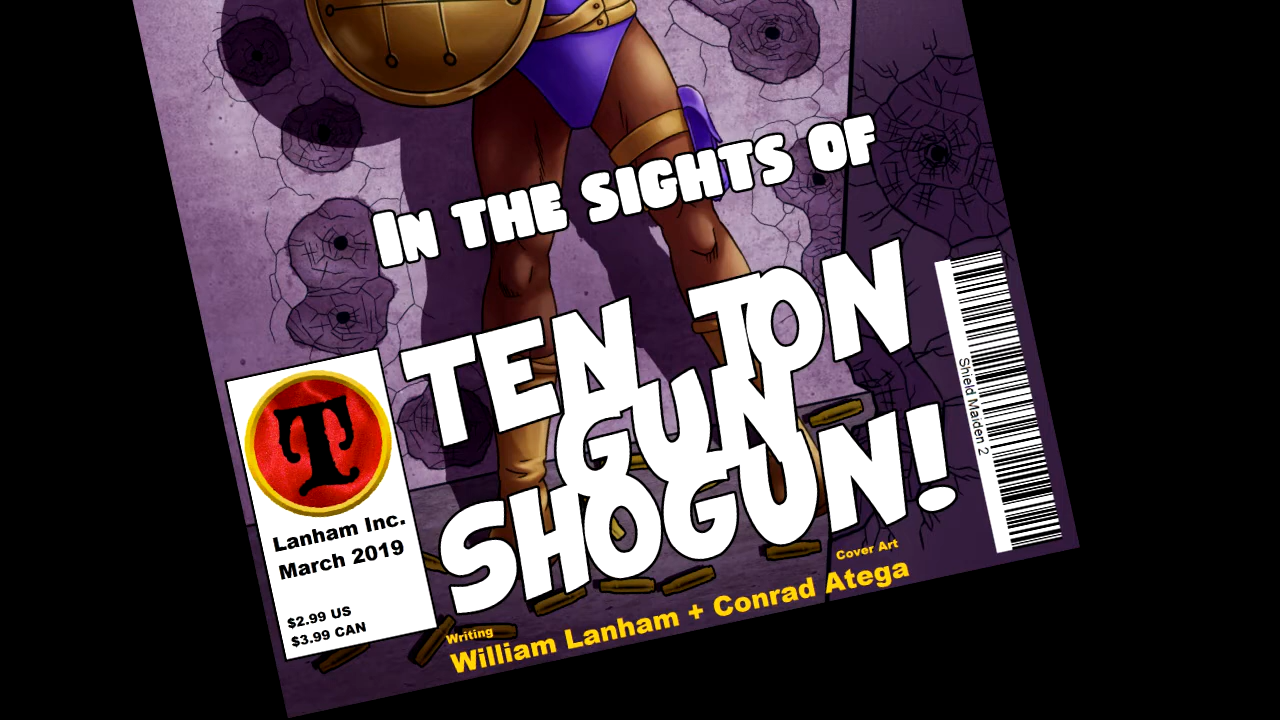 In the sights of
TEN TON
GUN
SHOGUN!
T
Lanham Inc.
March 2019
$2.99 US
$3.99 CAN
Shield Maiden 2
Writing
Cover Art
William Lanham + Conrad Atega